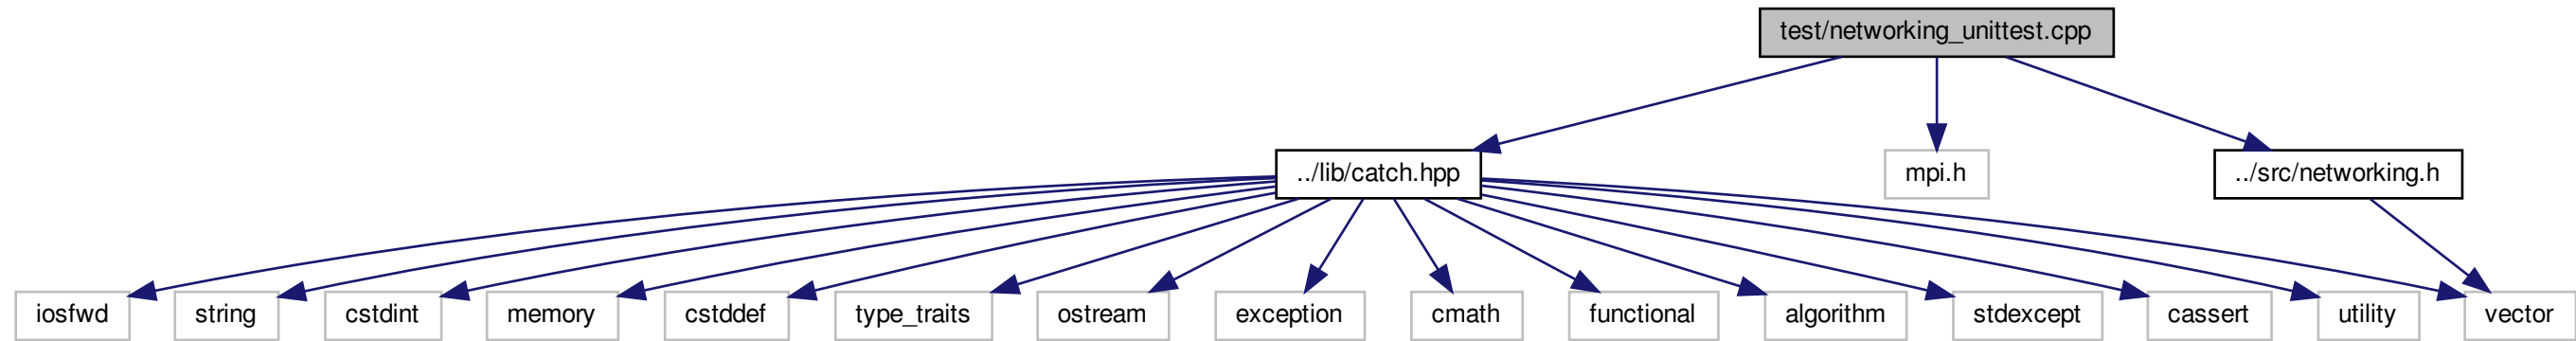 test/networking_unittest.cpp
../lib/catch.hpp
mpi.h
../src/networking.h
iosfwd
string
cstdint
memory
cstddef
type_traits
ostream
exception
cmath
functional
algorithm
stdexcept
cassert
utility
vector